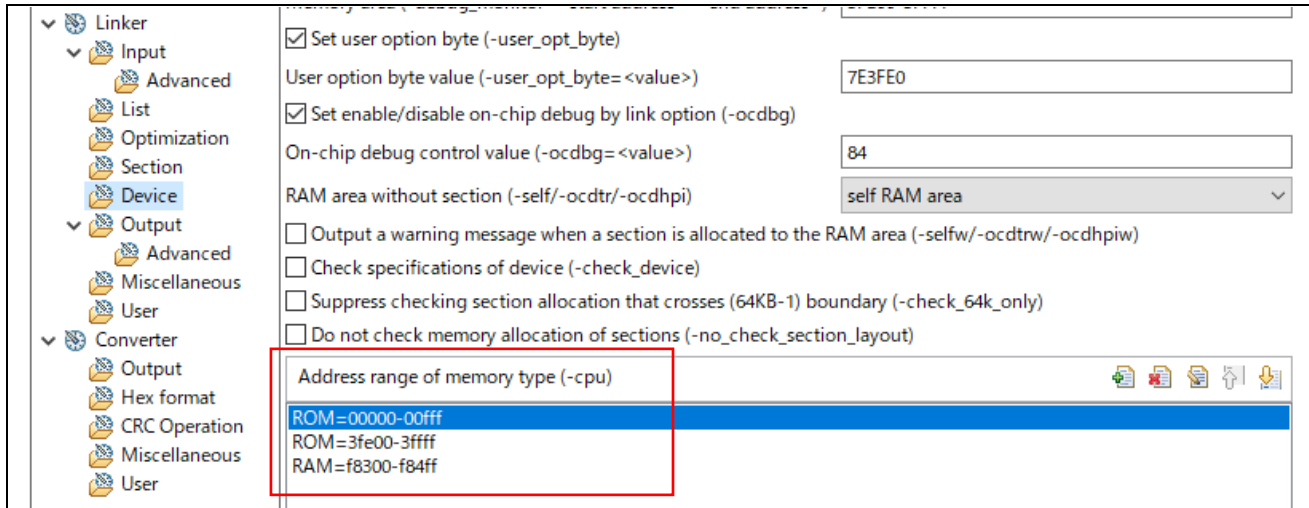 Linker
Input
Advanced
List
Optimization
Section
Device
Output
Advanced
Miscellaneous
User
Converter
Output
Hex format
CRC Operation
Miscellaneous
User
Set user option byte (-user_opt_byte)
User option byte value (-user_opt_byte=<value>)
7E3FE0
Set enable/disable on-chip debug by link option (-ocdbg)
On-chip debug control value (-ocdbg=<value>)
84
RAM area without section (-self/-ocdtr/-ocdhpi)
self RAM area
Output a warning message when a section is allocated to the RAM area (-selfw/-ocdtrw/-ocdhpiw)
Check specifications of device (-check_device)
Suppress checking section allocation that crosses (64KB-1) boundary (-check_64k_only)
Do not check memory allocation of sections (-no_check_section_layout)
Address range of memory type (-cpu)
ROM=00000-00fff
ROM=3fe00-3ffff
RAM=f8300-f84ff